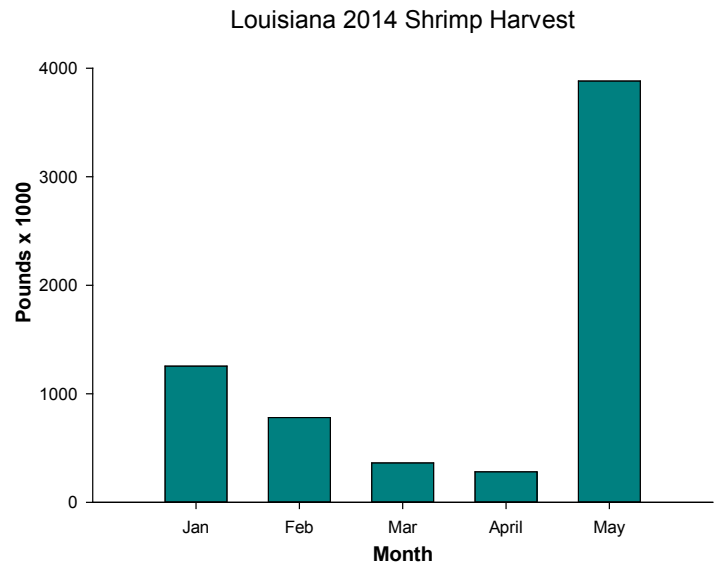 Louisiana 2014 Shrimp Harvest
Pounds x 1000
4000
3000
2000
1000
0
Jan Feb Mar April May
Month